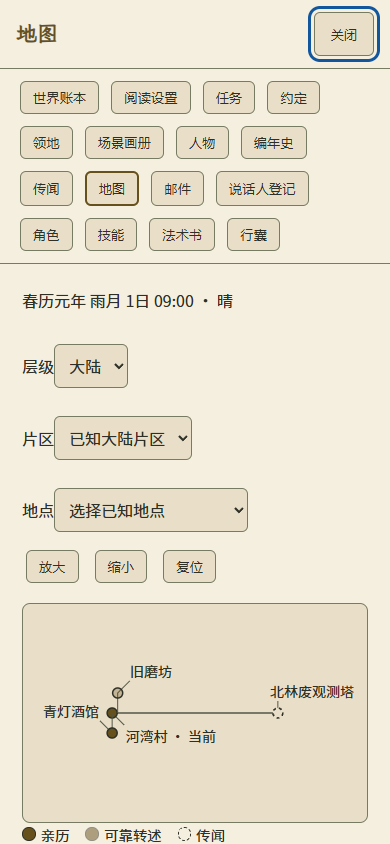 地图
关闭
世界账本 阅读设置 任务 约定
领地 场景画册 人物 编年史
传闻 地图 邮件 说话人登记
角色 技能 法术书 行囊
春历元年 雨月 1日 09:00 · 晴
层级 大陆
片区 已知大陆片区
地点 选择已知地点
放大 缩小 复位
旧磨坊
北林废观测塔
青灯酒馆
河湾村 · 当前
亲历 可靠转述 传闻